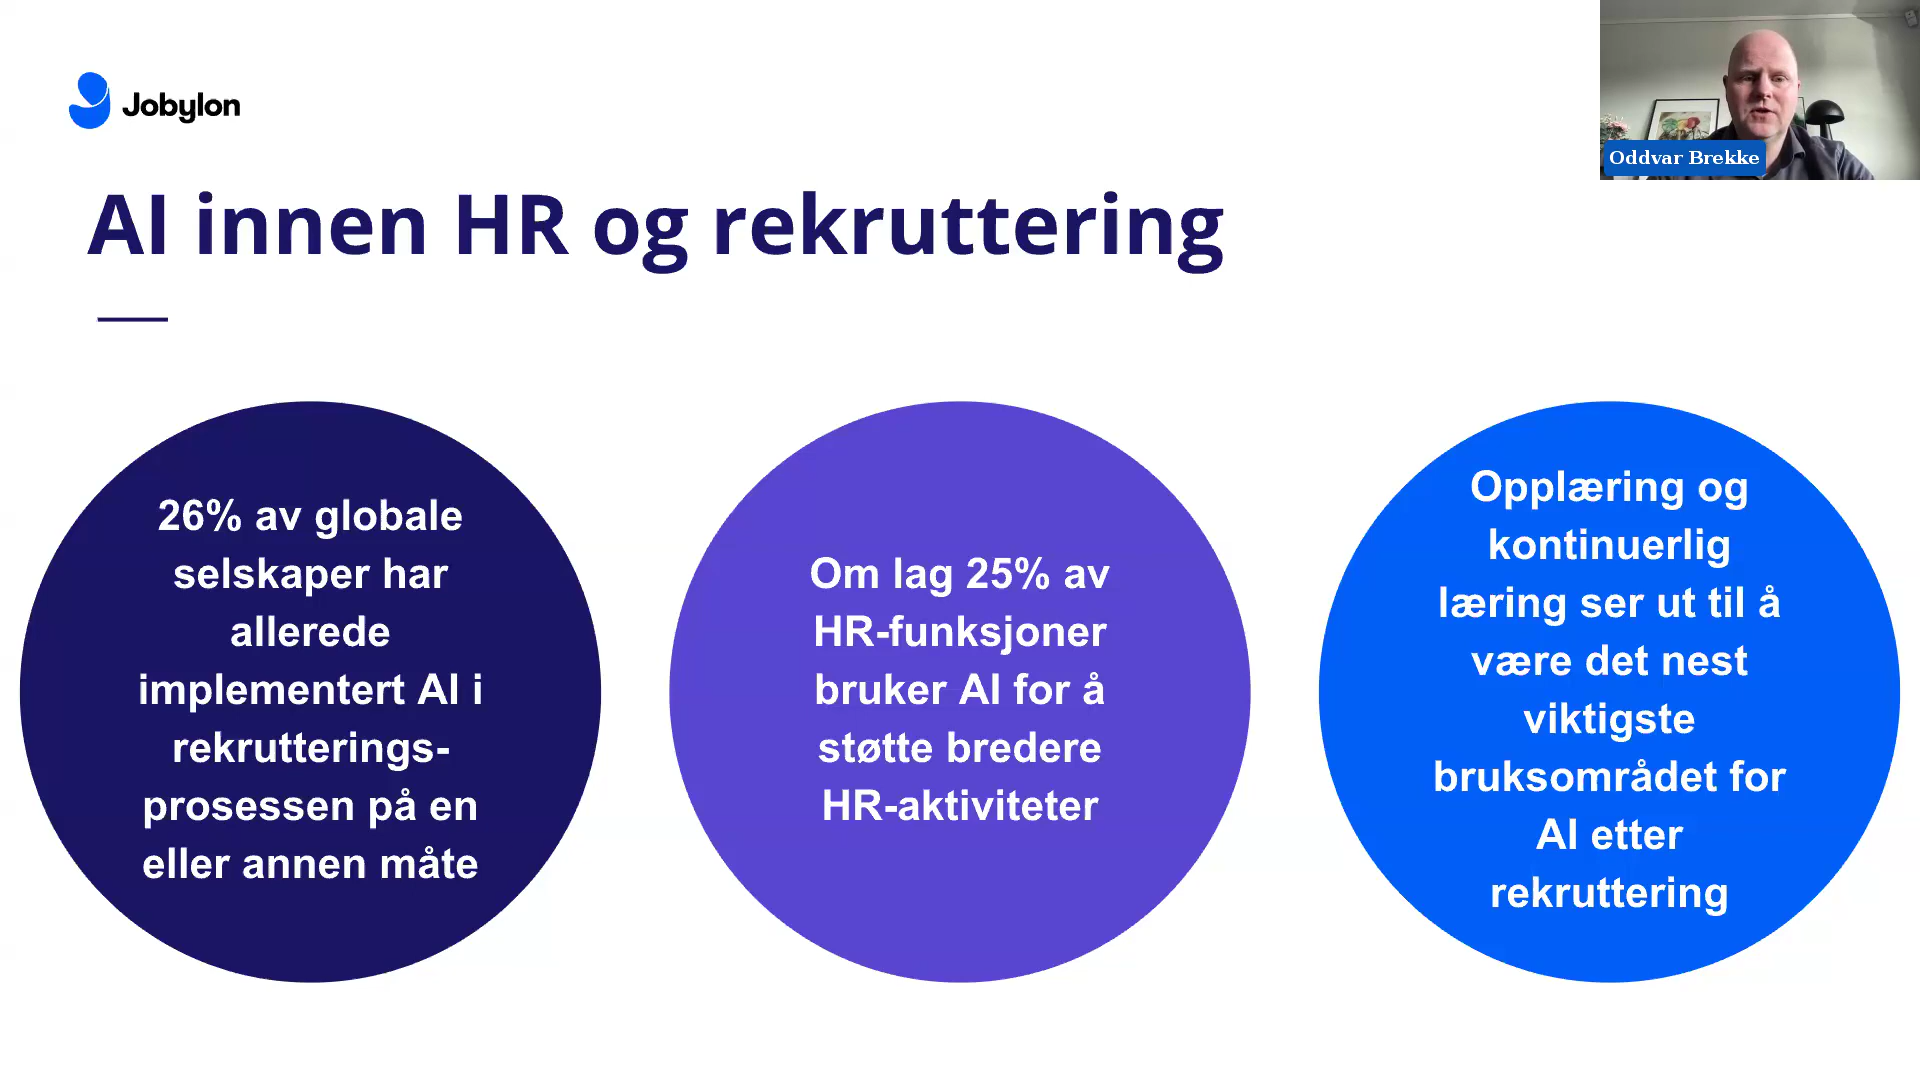 Jobylon
Oddvar Brekke
AI innen HR og rekruttering
26% av globale
selskaper har
allerede
implementert AI i
rekrutterings-
prosessen på en
eller annen måte
Om lag 25% av
HR-funksjoner
bruker AI for å
støtte bredere
HR-aktiviteter
Opplæring og
kontinuerlig
læring ser ut til å
være det nest
viktigste
bruksområdet for
AI etter
rekruttering